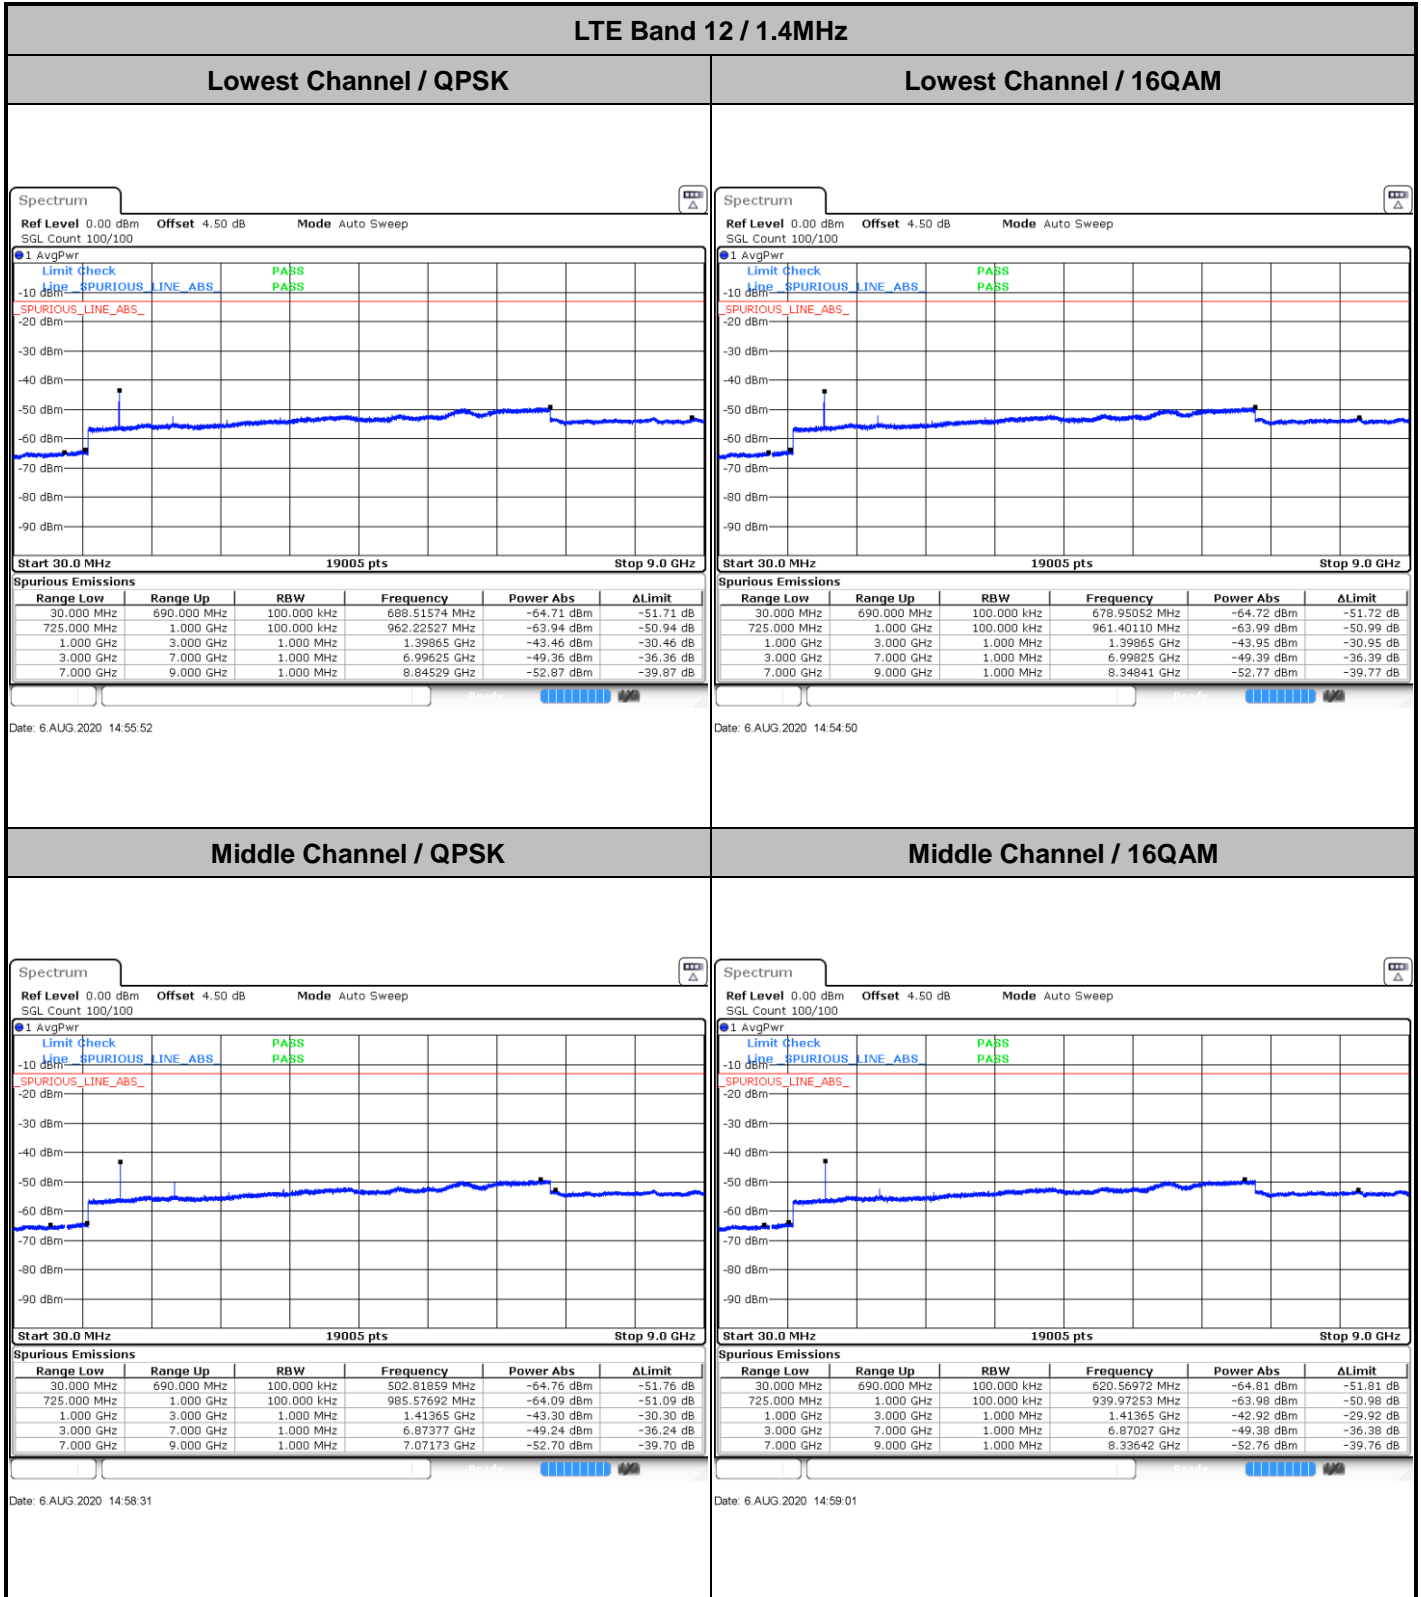 LTE Band 12 / 1.4MHz
Lowest Channel / QPSK
Lowest Channel / 16QAM
Spectrum
Ref Level 0.00 dBm Offset 4.50 dB Mode Auto Sweep
SGL Count 100/100
1 AvgPwr
Limit Check PASS
Line _SPURIOUS_LINE_ABS_ PASS
-10 dBm
_SPURIOUS_LINE_ABS_
-20 dBm
-30 dBm
-40 dBm
-50 dBm
-60 dBm
-70 dBm
-80 dBm
-90 dBm
Start 30.0 MHz 19005 pts Stop 9.0 GHz
Spurious Emissions
Range Low Range Up RBW Frequency Power Abs ΔLimit
30.000 MHz 690.000 MHz 100.000 kHz 688.51574 MHz -64.71 dBm -51.71 dB
725.000 MHz 1.000 GHz 100.000 kHz 962.22527 MHz -63.94 dBm -50.94 dB
1.000 GHz 3.000 GHz 1.000 MHz 1.39865 GHz -43.46 dBm -30.46 dB
3.000 GHz 7.000 GHz 1.000 MHz 6.99625 GHz -49.36 dBm -36.36 dB
7.000 GHz 9.000 GHz 1.000 MHz 8.84529 GHz -52.87 dBm -39.87 dB
Ready
Date: 6.AUG.2020 14:55:52
Spectrum
Ref Level 0.00 dBm Offset 4.50 dB Mode Auto Sweep
SGL Count 100/100
1 AvgPwr
Limit Check PASS
Line _SPURIOUS_LINE_ABS_ PASS
-10 dBm
_SPURIOUS_LINE_ABS_
-20 dBm
-30 dBm
-40 dBm
-50 dBm
-60 dBm
-70 dBm
-80 dBm
-90 dBm
Start 30.0 MHz 19005 pts Stop 9.0 GHz
Spurious Emissions
Range Low Range Up RBW Frequency Power Abs ΔLimit
30.000 MHz 690.000 MHz 100.000 kHz 678.95052 MHz -64.72 dBm -51.72 dB
725.000 MHz 1.000 GHz 100.000 kHz 961.40110 MHz -63.99 dBm -50.99 dB
1.000 GHz 3.000 GHz 1.000 MHz 1.39865 GHz -43.95 dBm -30.95 dB
3.000 GHz 7.000 GHz 1.000 MHz 6.99825 GHz -49.39 dBm -36.39 dB
7.000 GHz 9.000 GHz 1.000 MHz 8.34841 GHz -52.77 dBm -39.77 dB
Ready
Date: 6.AUG.2020 14:54:50
Middle Channel / QPSK
Middle Channel / 16QAM
Spectrum
Ref Level 0.00 dBm Offset 4.50 dB Mode Auto Sweep
SGL Count 100/100
1 AvgPwr
Limit Check PASS
Line _SPURIOUS_LINE_ABS_ PASS
-10 dBm
_SPURIOUS_LINE_ABS_
-20 dBm
-30 dBm
-40 dBm
-50 dBm
-60 dBm
-70 dBm
-80 dBm
-90 dBm
Start 30.0 MHz 19005 pts Stop 9.0 GHz
Spurious Emissions
Range Low Range Up RBW Frequency Power Abs ΔLimit
30.000 MHz 690.000 MHz 100.000 kHz 502.81859 MHz -64.76 dBm -51.76 dB
725.000 MHz 1.000 GHz 100.000 kHz 985.57692 MHz -64.09 dBm -51.09 dB
1.000 GHz 3.000 GHz 1.000 MHz 1.41365 GHz -43.30 dBm -30.30 dB
3.000 GHz 7.000 GHz 1.000 MHz 6.87377 GHz -49.24 dBm -36.24 dB
7.000 GHz 9.000 GHz 1.000 MHz 7.07173 GHz -52.70 dBm -39.70 dB
Ready
Date: 6.AUG.2020 14:58:31
Spectrum
Ref Level 0.00 dBm Offset 4.50 dB Mode Auto Sweep
SGL Count 100/100
1 AvgPwr
Limit Check PASS
Line _SPURIOUS_LINE_ABS_ PASS
-10 dBm
_SPURIOUS_LINE_ABS_
-20 dBm
-30 dBm
-40 dBm
-50 dBm
-60 dBm
-70 dBm
-80 dBm
-90 dBm
Start 30.0 MHz 19005 pts Stop 9.0 GHz
Spurious Emissions
Range Low Range Up RBW Frequency Power Abs ΔLimit
30.000 MHz 690.000 MHz 100.000 kHz 620.56972 MHz -64.81 dBm -51.81 dB
725.000 MHz 1.000 GHz 100.000 kHz 939.97253 MHz -63.98 dBm -50.98 dB
1.000 GHz 3.000 GHz 1.000 MHz 1.41365 GHz -42.92 dBm -29.92 dB
3.000 GHz 7.000 GHz 1.000 MHz 6.87027 GHz -49.38 dBm -36.38 dB
7.000 GHz 9.000 GHz 1.000 MHz 8.33642 GHz -52.76 dBm -39.76 dB
Ready
Date: 6.AUG.2020 14:59:01